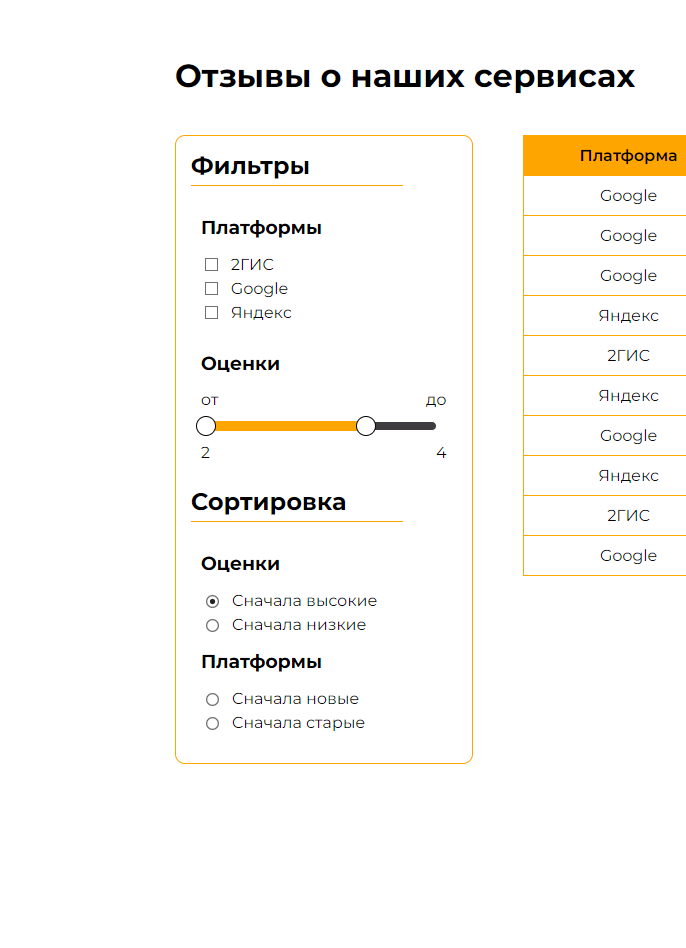 Отзывы о наших сервисах
Фильтры
Платформы
2ГИС
Google
Яндекс
Оценки
от до
2 4
Сортировка
Оценки
Сначала высокие
Сначала низкие
Платформы
Сначала новые
Сначала старые
Платформа
Google
Google
Google
Яндекс
2ГИС
Яндекс
Google
Яндекс
2ГИС
Google